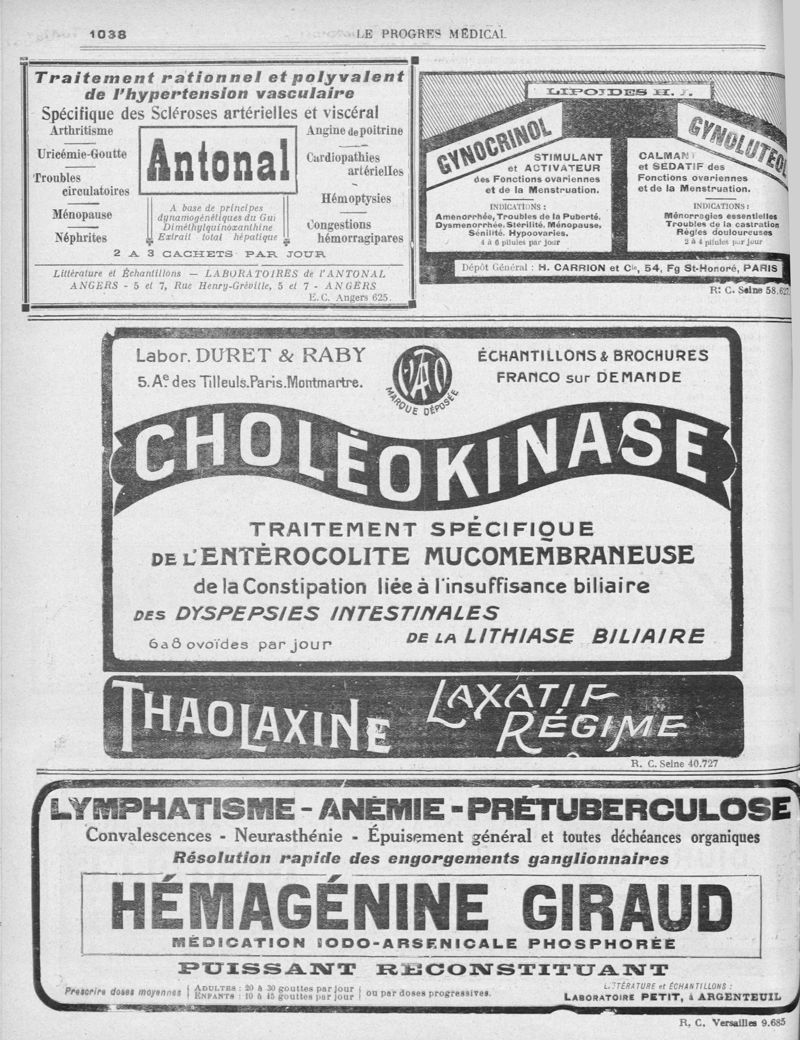 1038
LE PROGRES MÉDICAL
Traitement rationnel et polyvalent
de l'hypertension vasculaire
Spécifique des Scléroses artérielles et viscéral
Arthritisme
Uricémie-Goutte
Troubles
circulatoires
Ménopause
Néphrites
Antonal
A base de principes
dynamogénétiques du Gui
Diméthylquinoxanthine
Extrait total hépatique
Angine de poitrine
Cardiopathies
artérielles
Hémoptysies
Congestions
hémorragipares
2 A 3 CACHETS PAR JOUR
Littérature et Échantillons — LABORATOIRES de l'ANTONAL
ANGERS - 5 et 7, Rue Henry-Gréville, 5 et 7 - ANGERS
E.C. Angers 625.
LIPOÏDES H. I.
GYNOCRINOL
STIMULANT
et ACTIVATEUR
des Fonctions ovariennes
et de la Menstruation.
INDICATIONS :
Amenorrhée, Troubles de la Puberté,
Dysmenorrhée, Stérilité, Ménopause,
Sénilité, Hypoovaries.
4 à 6 pilules par jour
GYNOLUTÉOL
CALMANT
et SEDATIF des
Fonctions ovariennes
et de la Menstruation.
INDICATIONS :
Ménorragies essentielles
Troubles de la castration
Règles douloureuses
2 à 4 pilules par jour
Dépôt Général : H. CARRION et Cie, 54, Fg St-Honoré, PARIS
R. C. Seine 58.627
Labor. DURET & RABY
5. Ae. des Tilleuls. Paris. Montmartre.
MARQUE DÉPOSÉE
ÉCHANTILLONS & BROCHURES
FRANCO sur DEMANDE
CHOLÉOKINASE
TRAITEMENT SPÉCIFIQUE
DE L'ENTÉROCOLITE MUCOMEMBRANEUSE
de la Constipation liée à l'insuffisance biliaire
DES DYSPEPSIES INTESTINALES
DE LA LITHIASE BILIAIRE
6 a 8 ovoïdes par jour
THAOLAXINE
LAXATIF
RÉGIME
R. C. Seine 40.727
LYMPHATISME - ANÉMIE - PRÉTUBERCULOSE
Convalescences - Neurasthénie - Épuisement général et toutes déchéances organiques
Résolution rapide des engorgements ganglionnaires
HÉMAGÉNINE GIRAUD
MÉDICATION IODO-ARSENICALE PHOSPHORÉE
PUISSANT RECONSTITUANT
Prescrire doses moyennes
ADULTES : 20 à 30 gouttes par jour
ENFANTS : 10 à 15 gouttes par jour
ou par doses progressives.
LITTÉRATURE et ÉCHANTILLONS :
LABORATOIRE PETIT, à ARGENTEUIL
R. C. Versailles 9.685